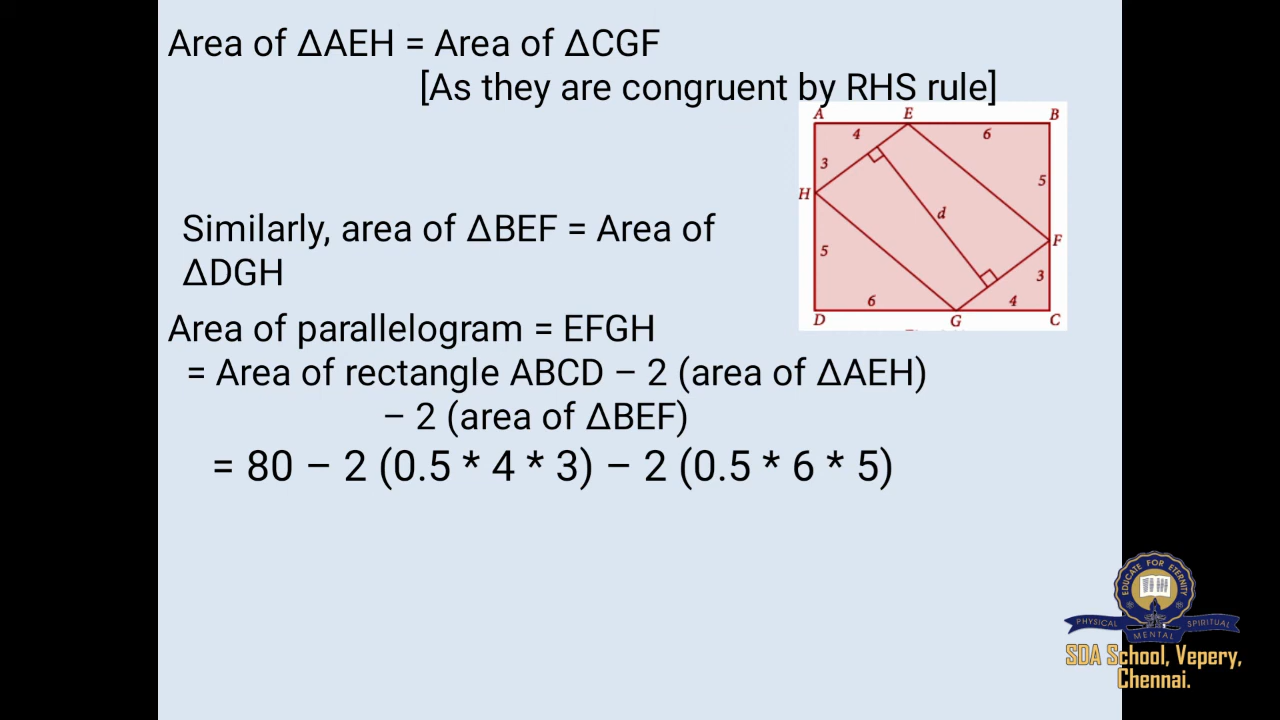 Area of ΔAEH = Area of ΔCGF
[As they are congruent by RHS rule]
A E B
4 6
3
5
H
d
F
5
3
6 4
D G C
Similarly, area of ΔBEF = Area of
ΔDGH
Area of parallelogram = EFGH
= Area of rectangle ABCD – 2 (area of ΔAEH)
– 2 (area of ΔBEF)
= 80 – 2 (0.5 * 4 * 3) – 2 (0.5 * 6 * 5)
EDUCATE FOR ETERNITY
PHYSICAL MENTAL SPIRITUAL
SDA School, Vepery,
Chennai.